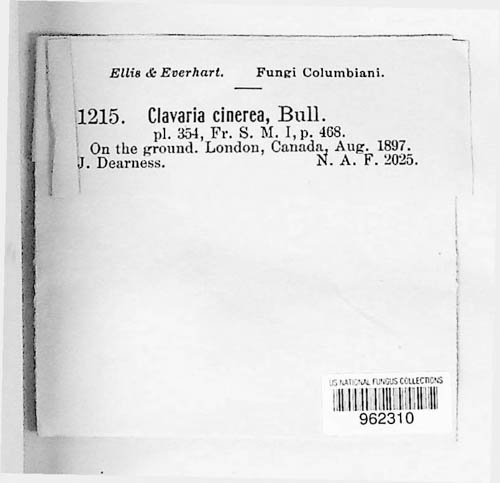 Ellis & Everhart. Fungi Columbiani.
1215. Clavaria cinerea, Bull.
pl. 354, Fr. S. M. I, p. 468.
On the ground. London, Canada, Aug. 1897.
J. Dearness. N. A. F. 2025.
US NATIONAL FUNGUS COLLECTIONS
962310